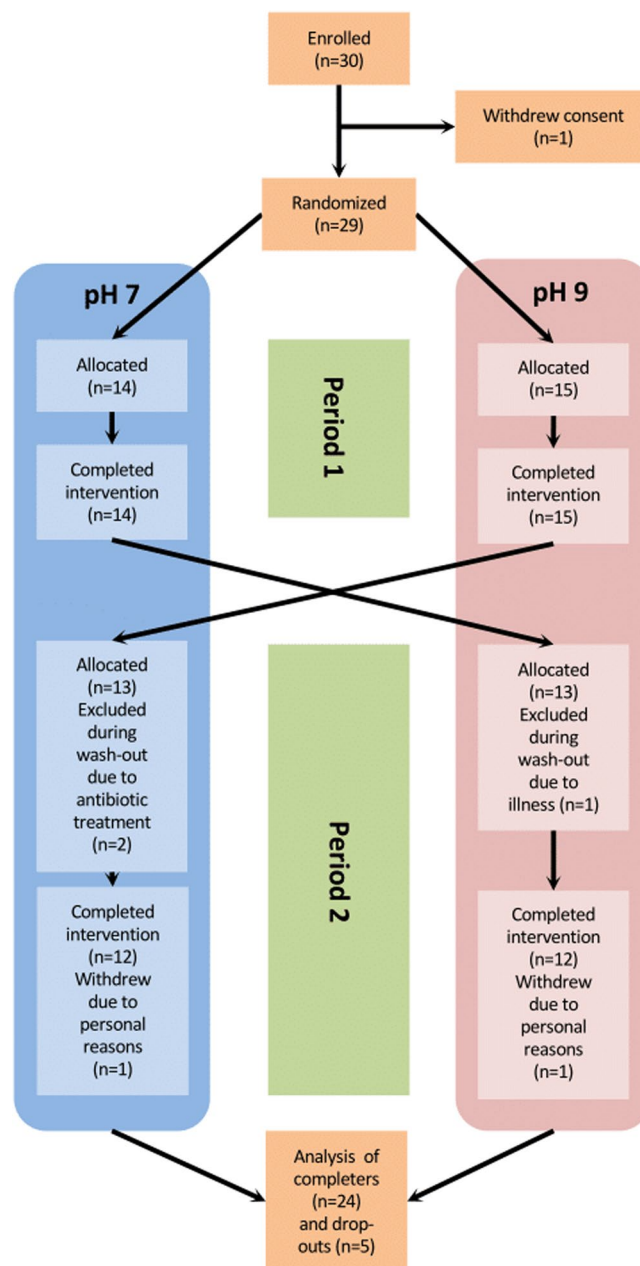 Enrolled
(n=30)
Withdrew consent
(n=1)
Randomized
(n=29)
pH 7
pH 9
Allocated
(n=14)
Period 1
Allocated
(n=15)
Completed
intervention
(n=14)
Completed
intervention
(n=15)
Allocated
(n=13)
Excluded
during
wash-out
due to
antibiotic
treatment
(n=2)
Period 2
Allocated
(n=13)
Excluded
during
wash-out
due to
illness (n=1)
Completed
intervention
(n=12)
Withdrew
due to
personal
reasons
(n=1)
Completed
intervention
(n=12)
Withdrew
due to
personal
reasons
(n=1)
Analysis of
completers
(n=24)
and drop-
outs (n=5)